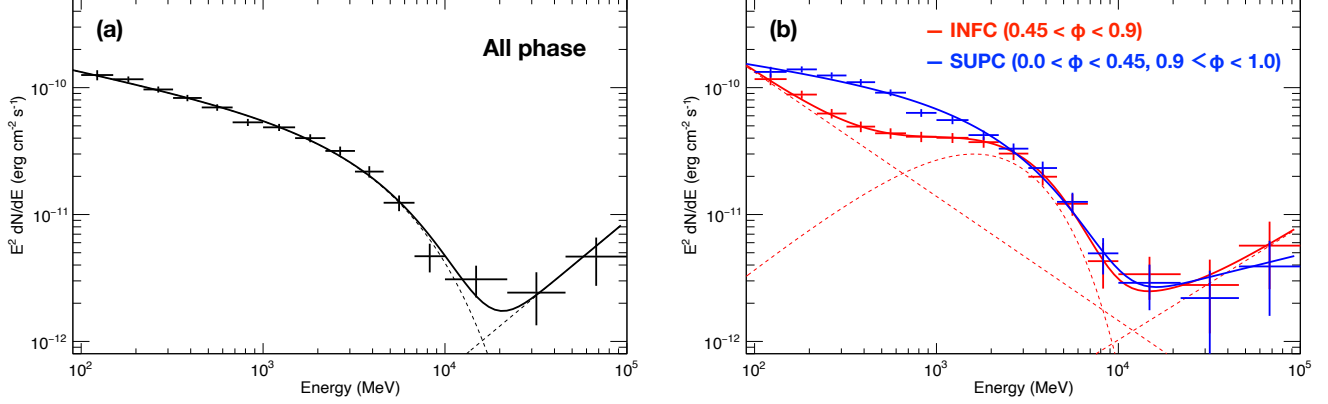 (a)
All phase
E² dN/dE (erg cm⁻² s⁻¹)
10⁻¹⁰
10⁻¹¹
10⁻¹²
10²
10³
10⁴
10⁵
Energy (MeV)
(b)
INFC (0.45 < φ < 0.9)
SUPC (0.0 < φ < 0.45, 0.9 < φ < 1.0)
E² dN/dE (erg cm⁻² s⁻¹)
10⁻¹⁰
10⁻¹¹
10⁻¹²
10²
10³
10⁴
10⁵
Energy (MeV)